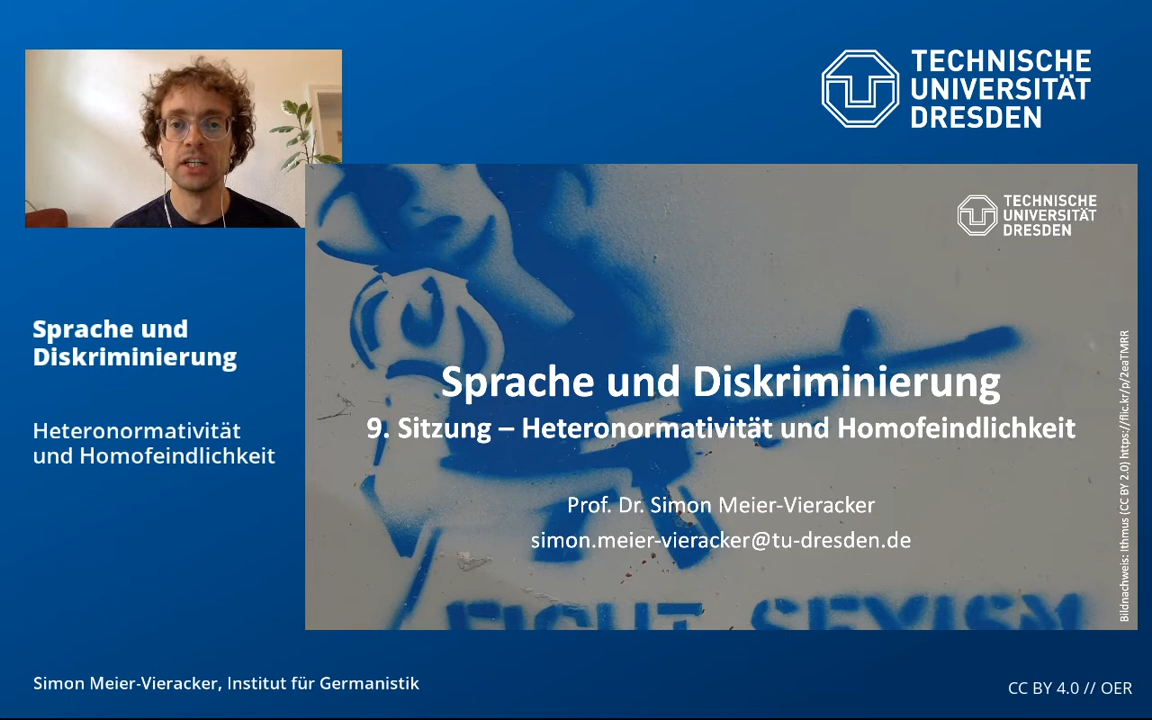 TECHNISCHE
UNIVERSITÄT
DRESDEN
TECHNISCHE
UNIVERSITÄT
DRESDEN
Sprache und
Diskriminierung
Heteronormativität
und Homofeindlichkeit
Sprache und Diskriminierung
9. Sitzung – Heteronormativität und Homofeindlichkeit
Prof. Dr. Simon Meier-Vieracker
simon.meier-vieracker@tu-dresden.de
FIGHT SEXISM
Bildnachweis: Ithmus (CC BY 2.0) https://flic.kr/p/2eaTMRR
Simon Meier-Vieracker, Institut für Germanistik
CC BY 4.0 // OER